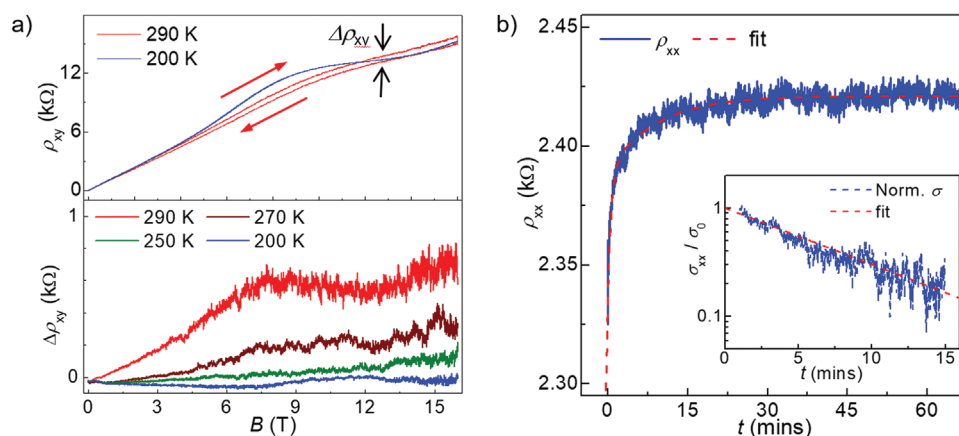 a)
290 K
200 K
Δρxy
12
6
0
ρxy (kΩ)
290 K 270 K
250 K 200 K
1
0
Δρxy (kΩ)
0 3 6 9 12 15
B (T)
b)
ρxx fit
2.40
2.35
2.30
ρxx (kΩ)
Norm. σ
fit
1
0.1
σxx / σ0
0 5 10 15
t (mins)
0 15 30 45 60
t (mins)